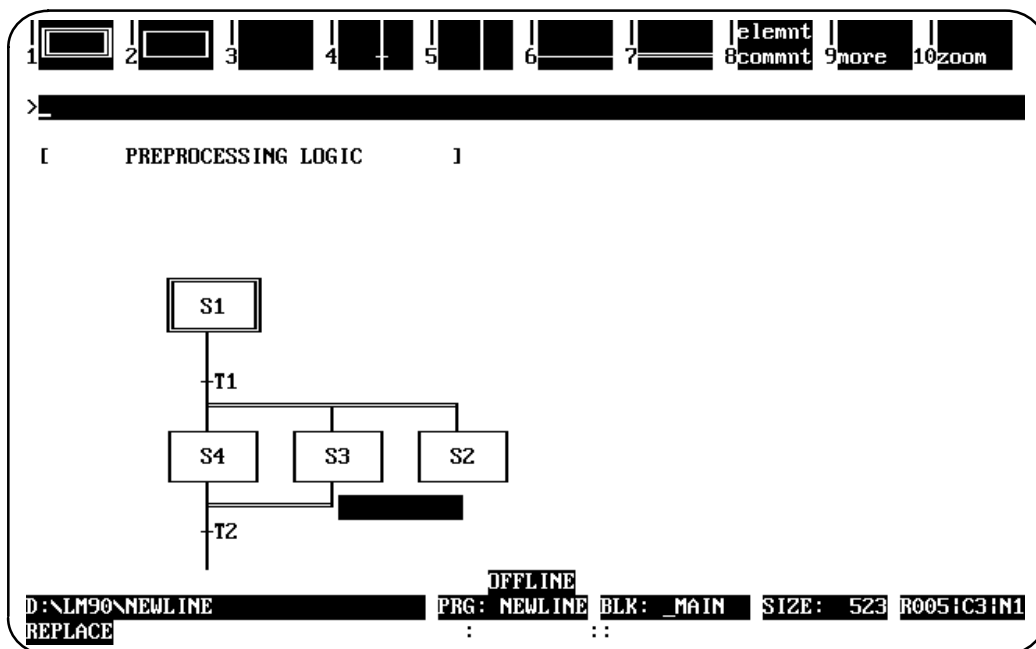 elemnt
1 2 3 4 5 6 7 8commnt 9more 10zoom
>_
[ PREPROCESSING LOGIC ]
S1
T1
S4 S3 S2
T2
OFFLINE
D:\LM90\NEWLINE PRG: NEWLINE BLK: _MAIN SIZE: 523 R005|C3|N1
REPLACE : ::